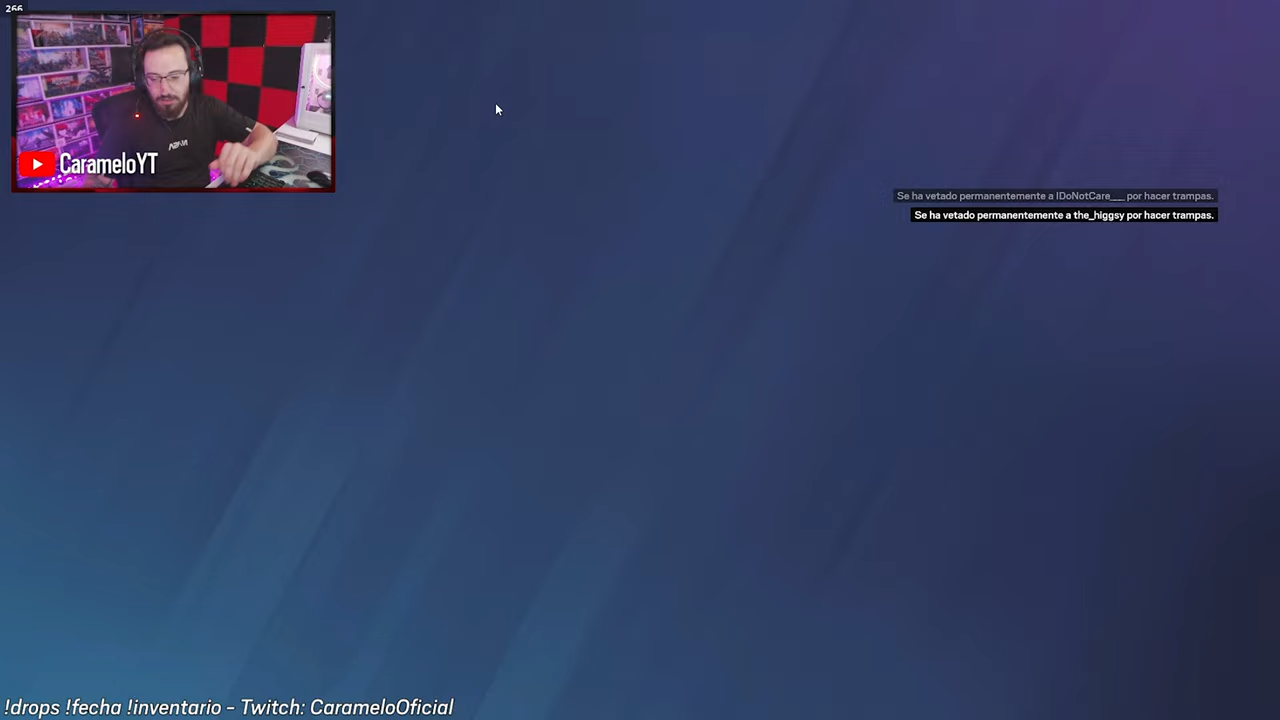 266
CarameloYT
Se ha vetado permanentemente a IDoNotCare__ por hacer trampas.
Se ha vetado permanentemente a the_higgsy por hacer trampas.
!drops !fecha !inventario - Twitch: CarameloOficial